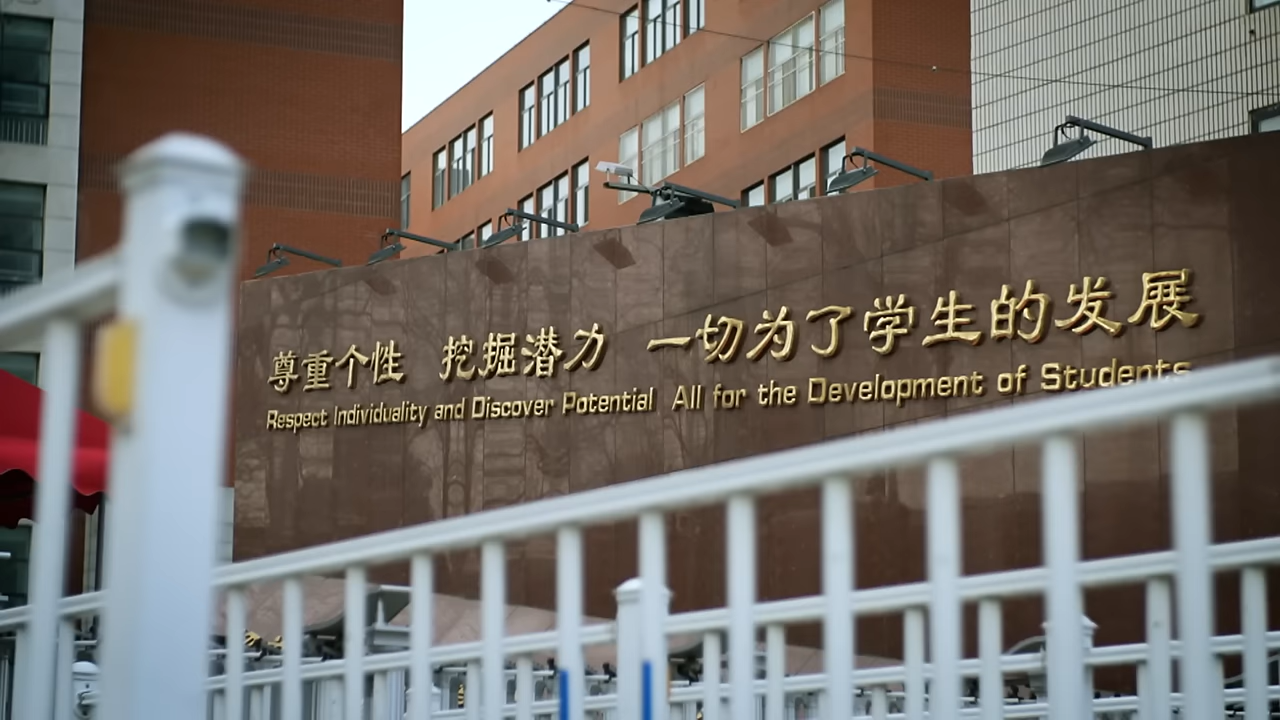 尊重个性 挖掘潜力 一切为了学生的发展
Respect Individuality and Discover Potential All for the Development of Students